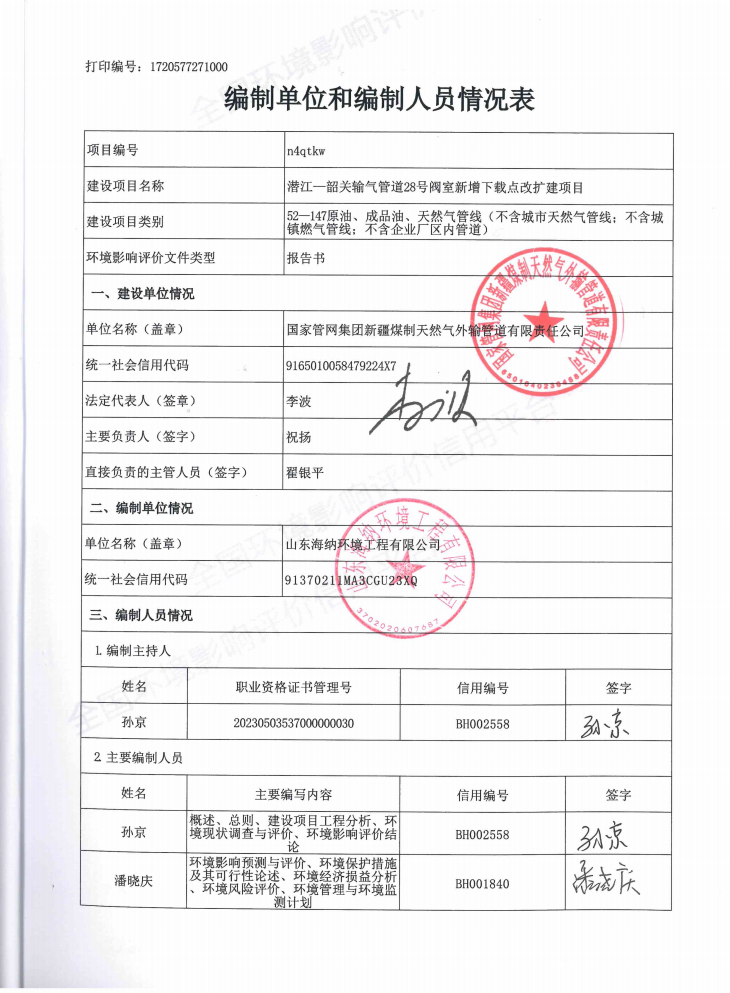 打印编号：1720577271000
编制单位和编制人员情况表
项目编号 n4qtkw
建设项目名称 潜江—韶关输气管道28号阀室新增下载点改扩建项目
建设项目类别 52—147原油、成品油、天然气管线（不含城市天然气管线；不含城
镇燃气管线；不含企业厂区内管道）
环境影响评价文件类型 报告书
一、建设单位情况
单位名称（盖章） 国家管网集团新疆煤制天然气外输管道有限责任公司
统一社会信用代码 9165010058479224X7
法定代表人（签章） 李波
主要负责人（签字） 祝扬
直接负责的主管人员（签字） 翟银平
二、编制单位情况
单位名称（盖章） 山东海纳环境工程有限公司
统一社会信用代码 91370211MA3CGU23XQ
三、编制人员情况
1.编制主持人
姓名 职业资格证书管理号 信用编号 签字
孙京 20230503537000000030 BH002558 孙京
2.主要编制人员
姓名 主要编写内容 信用编号 签字
孙京 概述、总则、建设项目工程分析、环
境现状调查与评价、环境影响评价结
论 BH002558 孙京
潘晓庆 环境影响预测与评价、环境保护措施
及其可行性论述、环境经济损益分析
、环境风险评价、环境管理与环境监
测计划 BH001840 潘晓庆
国家管网集团新疆煤制天然气外输管道有限责任公司
山东海纳环境工程有限公司
3702020607687
李波
全国环境影响评价信用平台